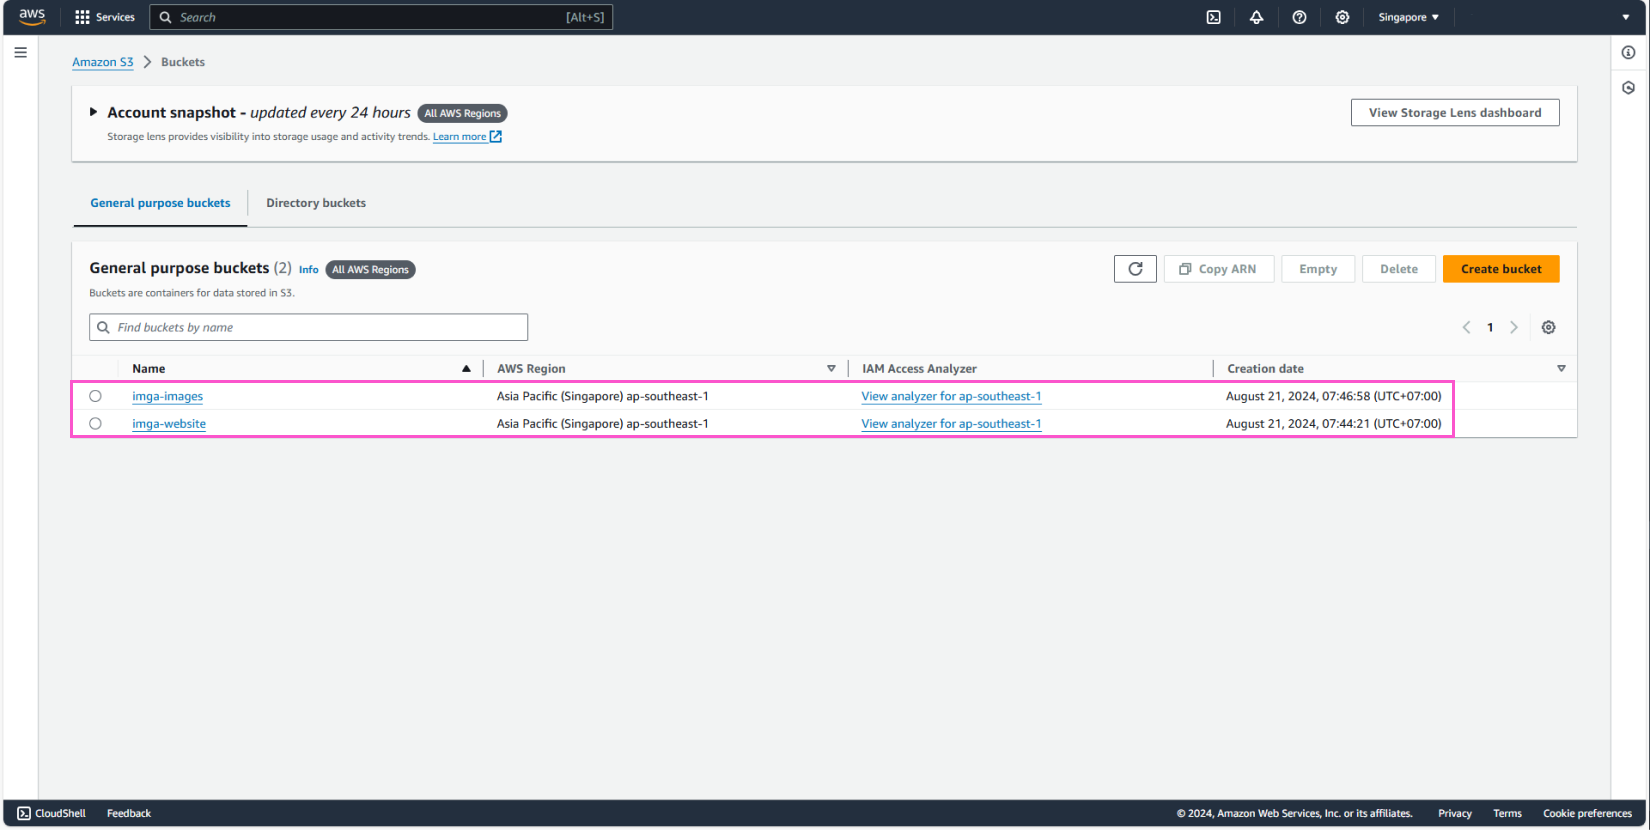 aws Services Search [Alt+S] Singapore
Amazon S3 Buckets
Account snapshot - updated every 24 hours All AWS Regions View Storage Lens dashboard
Storage lens provides visibility into storage usage and activity trends. Learn more
General purpose buckets Directory buckets
General purpose buckets (2) Info All AWS Regions Copy ARN Empty Delete Create bucket
Buckets are containers for data stored in S3.
Find buckets by name 1
Name AWS Region IAM Access Analyzer Creation date
imga-images Asia Pacific (Singapore) ap-southeast-1 View analyzer for ap-southeast-1 August 21, 2024, 07:46:58 (UTC+07:00)
imga-website Asia Pacific (Singapore) ap-southeast-1 View analyzer for ap-southeast-1 August 21, 2024, 07:44:21 (UTC+07:00)
CloudShell Feedback © 2024, Amazon Web Services, Inc. or its affiliates. Privacy Terms Cookie preferences